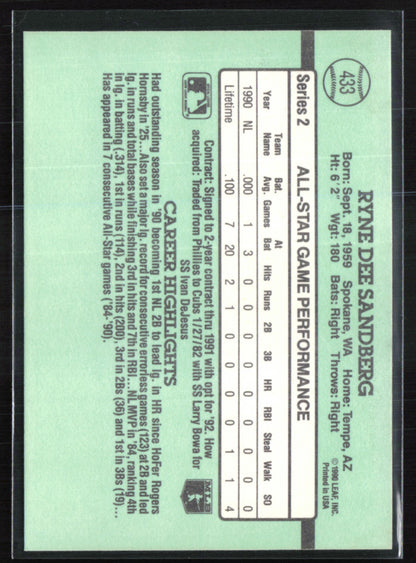 433
RYNE DEE SANDBERG
Born: Sept. 18, 1959 Spokane, WA Home: Tempe, AZ
Ht: 6' 2" Wgt: 180 Bats: Right Throws: Right
© 1990 LEAF, INC.
Printed in USA
Series 2 ALL-STAR GAME PERFORMANCE
Team Bat. At
Year Name Avg. Games Bat Hits Runs 2B 3B HR RBI Steal Walk SO
1990 NL .000 1 3 0 0 0 0 0 0 0 0 1
Lifetime .100 7 20 2 1 0 0 0 0 1 1 4
Contract: Signed to 2-year contract thru 1991 with opt for '92. How
acquired: Traded from Phillies to Cubs 1/27/82 with SS Larry Bowa for
SS Ivan DeJesus
CAREER HIGHLIGHTS
Had outstanding season in '90 becoming 1st NL 2B to lead lg. in HR since HoFer Rogers
Hornsby in '25...Also set a major lg. record for consecutive errorless games (123) at 2B and led
lg. in runs and total bases while finishing 3rd in hits and 7th in RBI...NL MVP in '84, ranking 4th
in lg. in batting (.314), 1st in runs (114), 2nd in hits (200), 3rd in 2Bs (36) and 1st in 3Bs (19)...
Has appeared in 7 consecutive All-Star games ('84-'90).